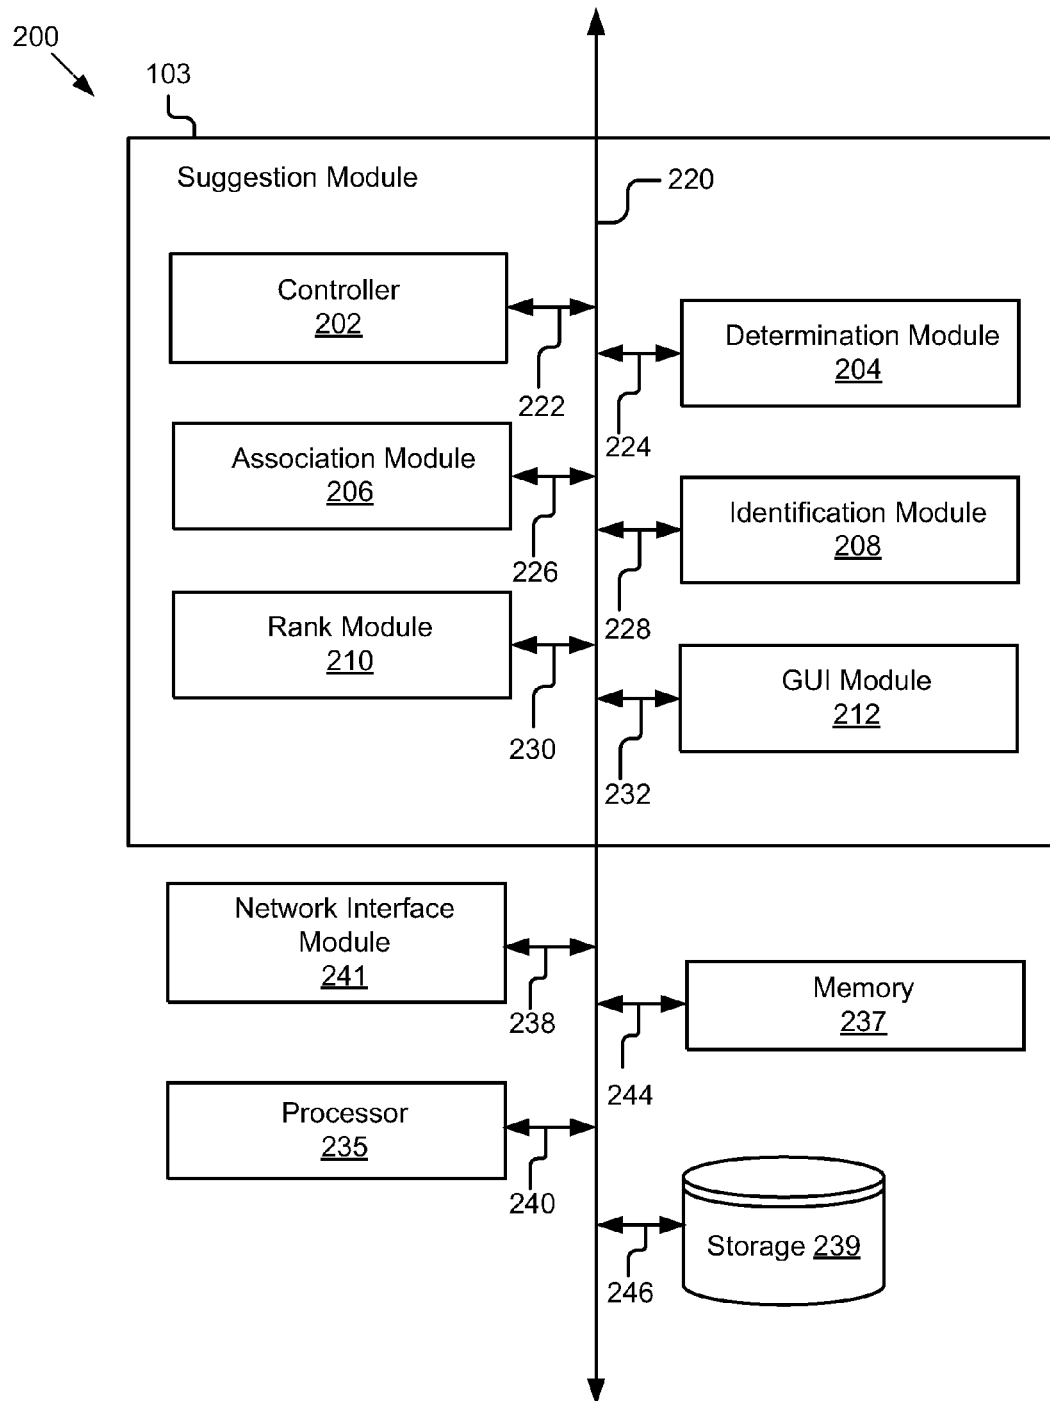 200
103
Suggestion Module
220
Controller
202
222
Determination Module
204
224
Association Module
206
226
Identification Module
208
228
Rank Module
210
230
GUI Module
212
232
Network Interface
Module
241
238
Memory
237
244
Processor
235
240
Storage 239
246